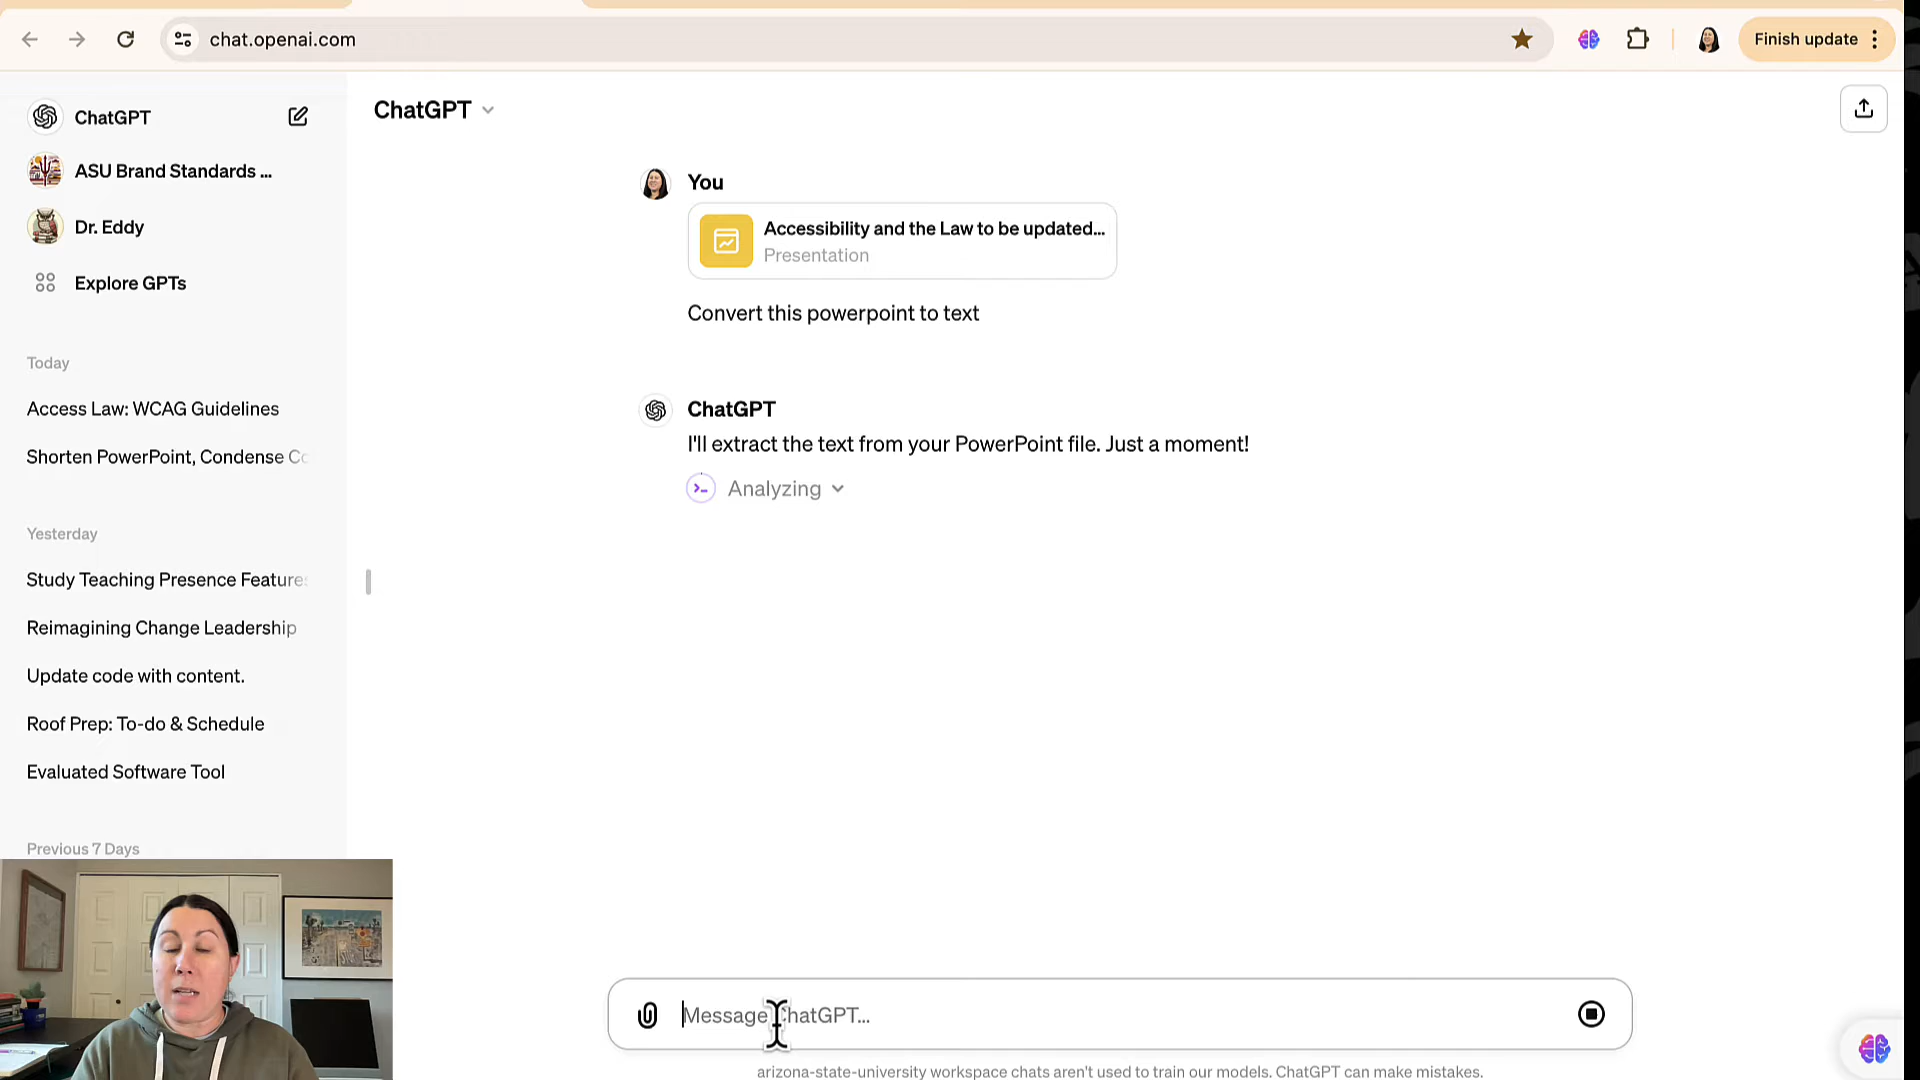 chat.openai.com
Finish update
ChatGPT
ASU Brand Standards ...
Dr. Eddy
Explore GPTs
Today
Access Law: WCAG Guidelines
Shorten PowerPoint, Condense Co
Yesterday
Study Teaching Presence Features
Reimagining Change Leadership
Update code with content.
Roof Prep: To-do & Schedule
Evaluated Software Tool
Previous 7 Days
ChatGPT
You
Accessibility and the Law to be updated...
Presentation
Convert this powerpoint to text
ChatGPT
I'll extract the text from your PowerPoint file. Just a moment!
Analyzing
Message ChatGPT...
arizona-state-university workspace chats aren't used to train our models. ChatGPT can make mistakes.